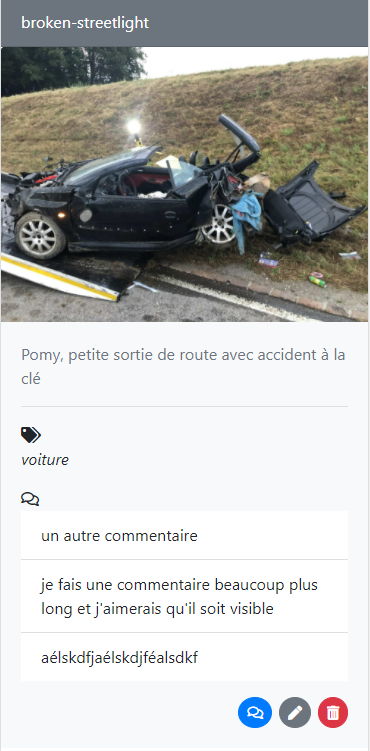 broken-streetlight
Pomy, petite sortie de route avec accident à la
clé
voiture
un autre commentaire
je fais une commentaire beaucoup plus
long et j'aimerais qu'il soit visible
aélskdfjaélskdjféalsdkf